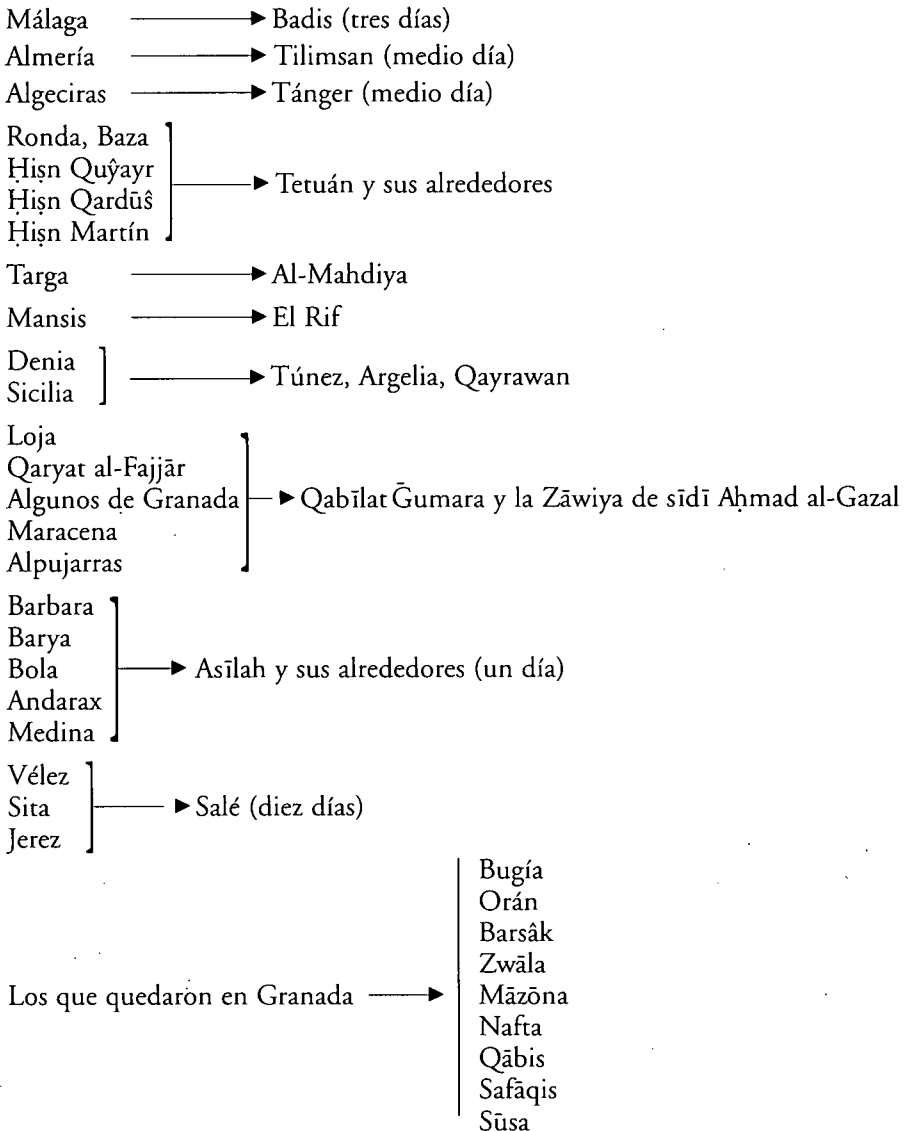 Málaga → Badis (tres días)
Almería → Tilimsan (medio día)
Algeciras → Tánger (medio día)
Ronda, Baza
Ḥiṣn Quŷayr
Ḥiṣn Qardūŝ
Ḥiṣn Martín
→ Tetuán y sus alrededores
Targa → Al-Mahdiya
Mansis → El Rif
Denia
Sicilia
→ Túnez, Argelia, Qayrawan
Loja
Qaryat al-Fajjār
Algunos de Granada
Maracena
Alpujarras
→ Qabīlat Ḡumara y la Zāwiya de sīdī Aḥmad al-Gazal
Barbara
Barya
Bola
Andarax
Medina
→ Asīlah y sus alrededores (un día)
Vélez
Sita
Jerez
→ Salé (diez días)
Los que quedaron en Granada →
Bugía
Orán
Barsâk
Zwāla
Māzōna
Nafta
Qābis
Safāqis
Sūsa